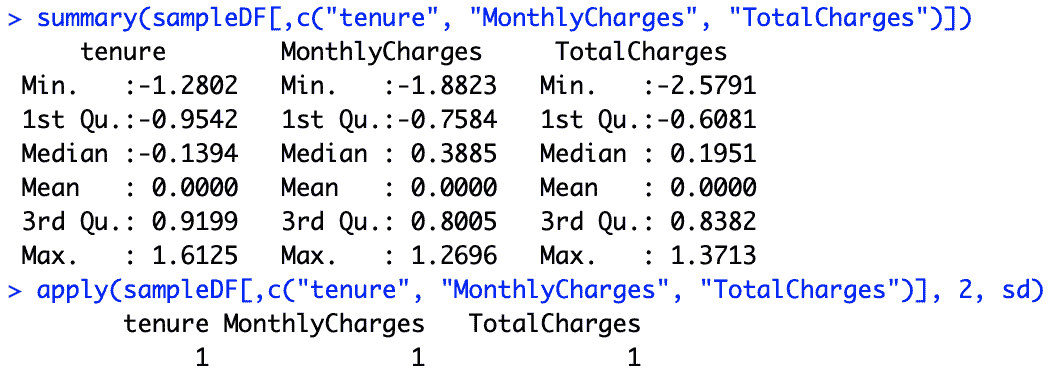 > summary(sampleDF[,c("tenure", "MonthlyCharges", "TotalCharges")])
     tenure        MonthlyCharges     TotalCharges
 Min.   :-1.2802   Min.   :-1.8823   Min.   :-2.5791
 1st Qu.:-0.9542   1st Qu.:-0.7584   1st Qu.:-0.6081
 Median :-0.1394   Median : 0.3885   Median : 0.1951
 Mean   : 0.0000   Mean   : 0.0000   Mean   : 0.0000
 3rd Qu.: 0.9199   3rd Qu.: 0.8005   3rd Qu.: 0.8382
 Max.   : 1.6125   Max.   : 1.2696   Max.   : 1.3713
> apply(sampleDF[,c("tenure", "MonthlyCharges", "TotalCharges")], 2, sd)
        tenure MonthlyCharges   TotalCharges
             1              1              1